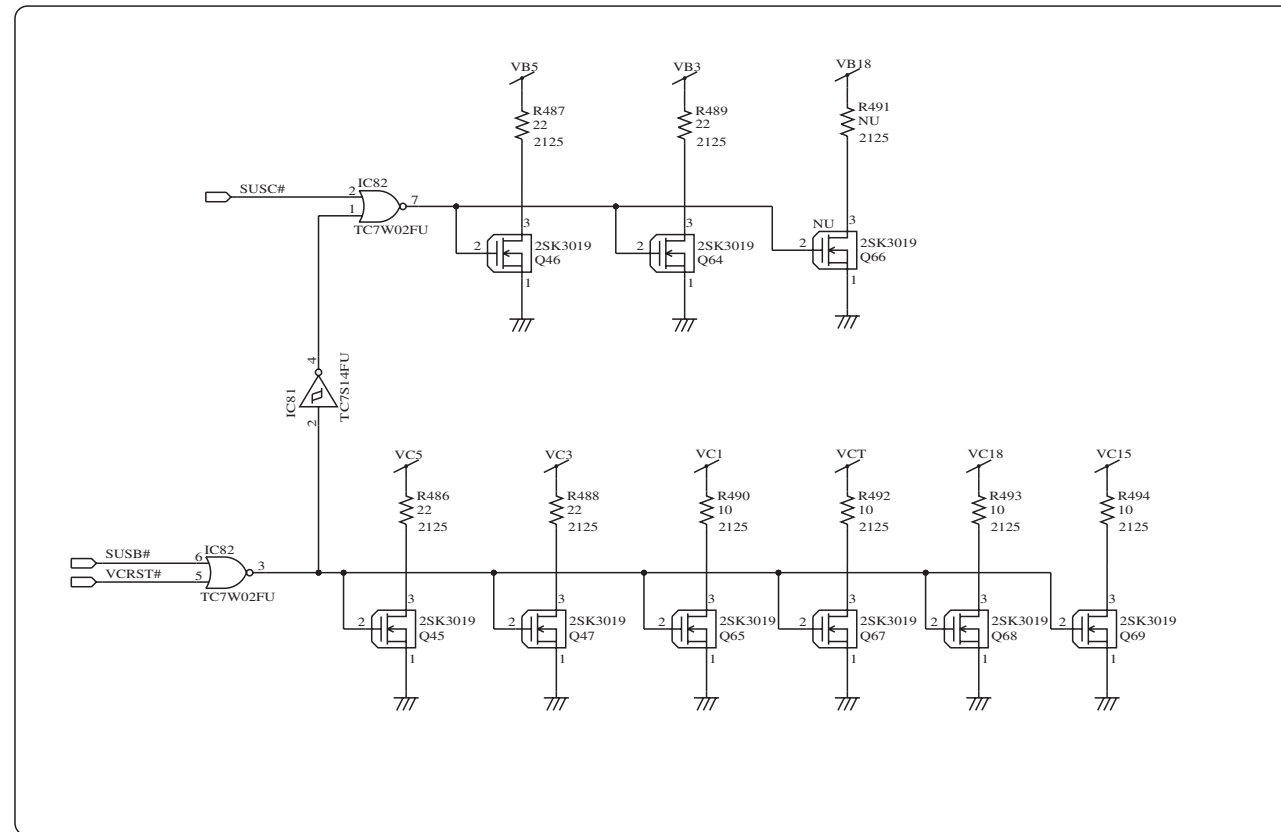 VB5
R487
22
2125
VB3
R489
22
2125
VB18
R491
NU
2125
SUSC#
2
1
IC82
7
TC7W02FU
3
2
2SK3019
Q46
1
3
2
2SK3019
Q64
1
NU
3
2
2SK3019
Q66
1
4
IC81
TC7S14FU
2
VC5
R486
22
2125
VC3
R488
22
2125
VC1
R490
10
2125
VCT
R492
10
2125
VC18
R493
10
2125
VC15
R494
10
2125
SUSB#
VCRST#
6
5
IC82
3
TC7W02FU
3
2
2SK3019
Q45
1
3
2
2SK3019
Q47
1
3
2
2SK3019
Q65
1
3
2
2SK3019
Q67
1
3
2
2SK3019
Q68
1
3
2
2SK3019
Q69
1